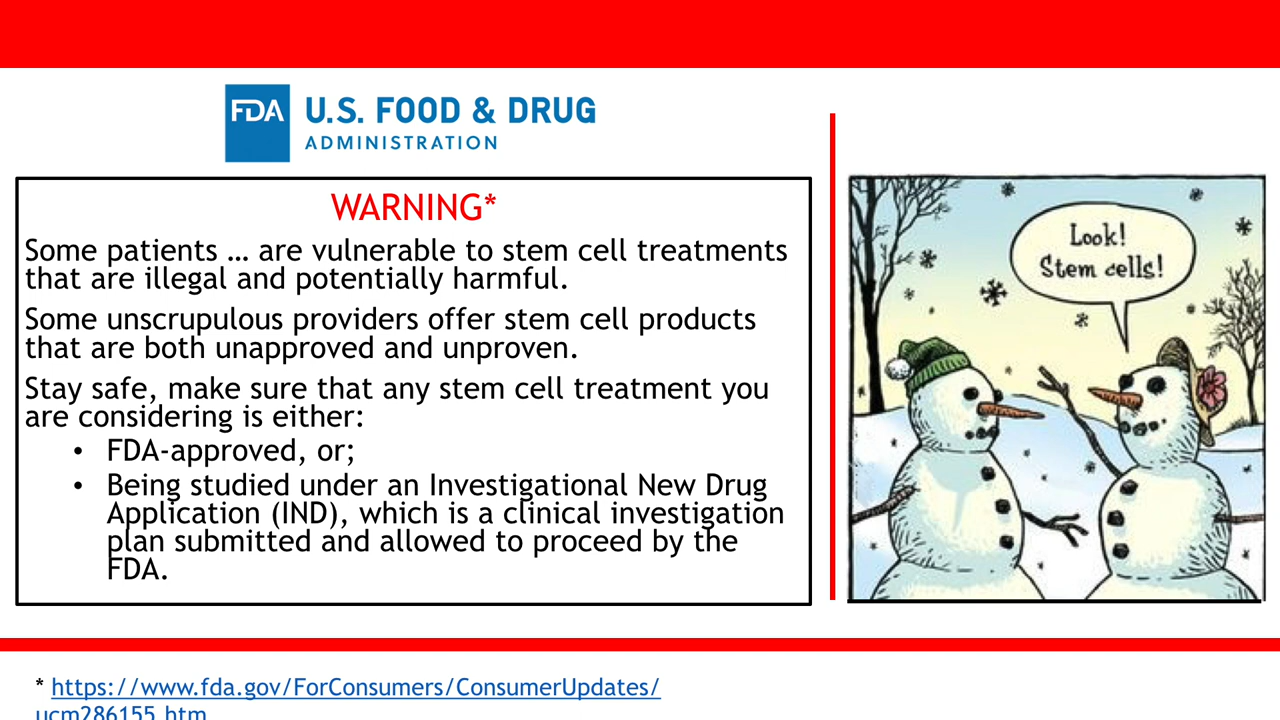 FDA U.S. FOOD & DRUG
ADMINISTRATION
WARNING*
Some patients … are vulnerable to stem cell treatments
that are illegal and potentially harmful.
Some unscrupulous providers offer stem cell products
that are both unapproved and unproven.
Stay safe, make sure that any stem cell treatment you
are considering is either:
• FDA-approved, or;
• Being studied under an Investigational New Drug
Application (IND), which is a clinical investigation
plan submitted and allowed to proceed by the
FDA.
Look!
Stem cells!
* https://www.fda.gov/ForConsumers/ConsumerUpdates/
ucm286155.htm